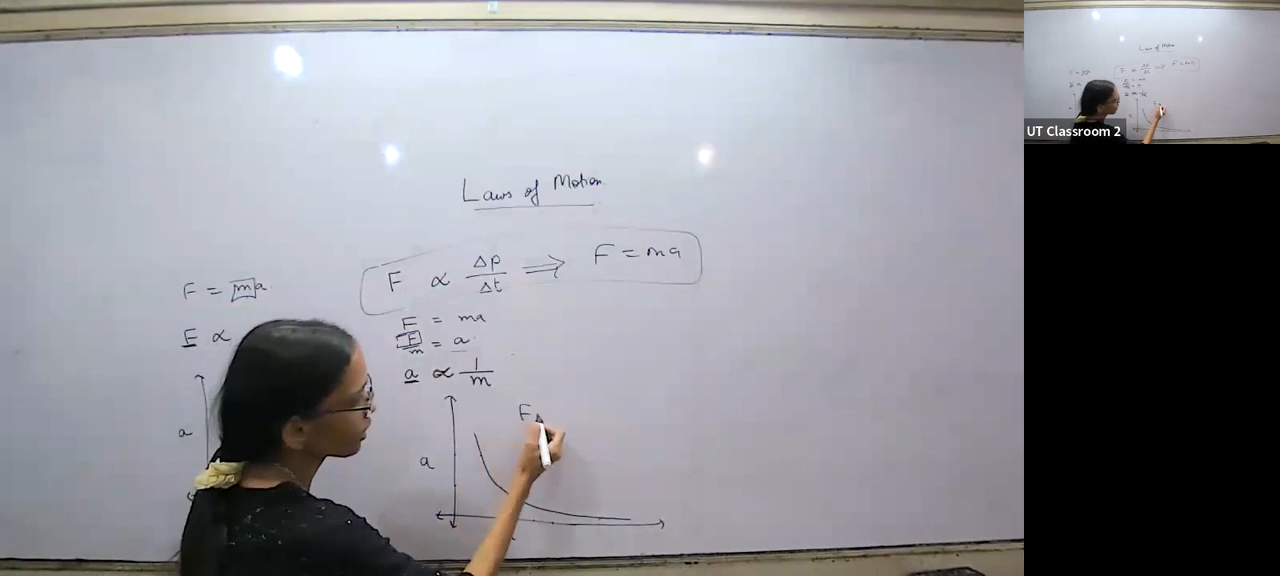 Laws of Motion
F ∝ Δp/Δt ⟹ F = ma
F = ma
F ∝
a
F = ma
F/m = a
a ∝ 1/m
a
F
UT Classroom 2